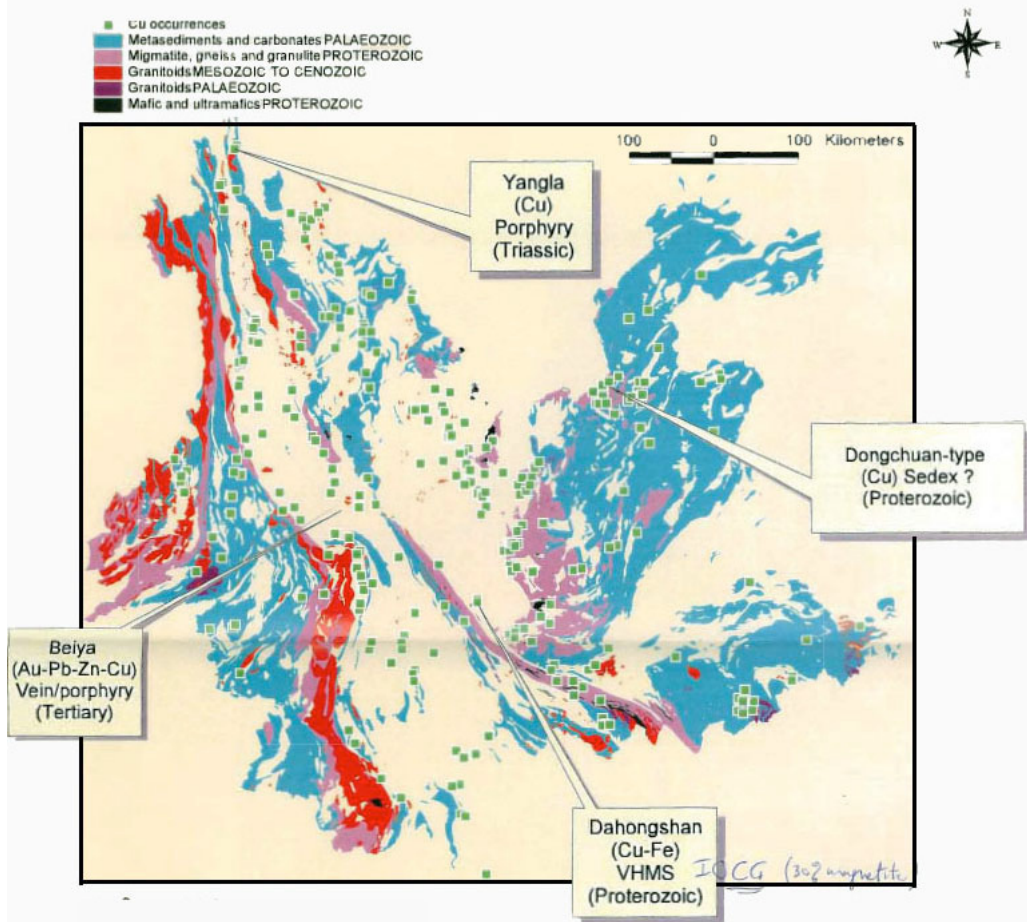 Cu occurrences
Metasediments and carbonates PALAEOZOIC
Migmatite, gneiss and granulite PROTEROZOIC
Granitoids MESOZOIC TO CENOZOIC
Granitoids PALAEOZOIC
Mafic and ultramafics PROTEROZOIC
N
W E
S
100 0 100 Kilometers
Yangla
(Cu)
Porphyry
(Triassic)
Dongchuan-type
(Cu) Sedex ?
(Proterozoic)
Beiya
(Au-Pb-Zn-Cu)
Vein/porphyry
(Tertiary)
Dahongshan
(Cu-Fe)
VHMS
(Proterozoic)
IOCG (30% magnetite)